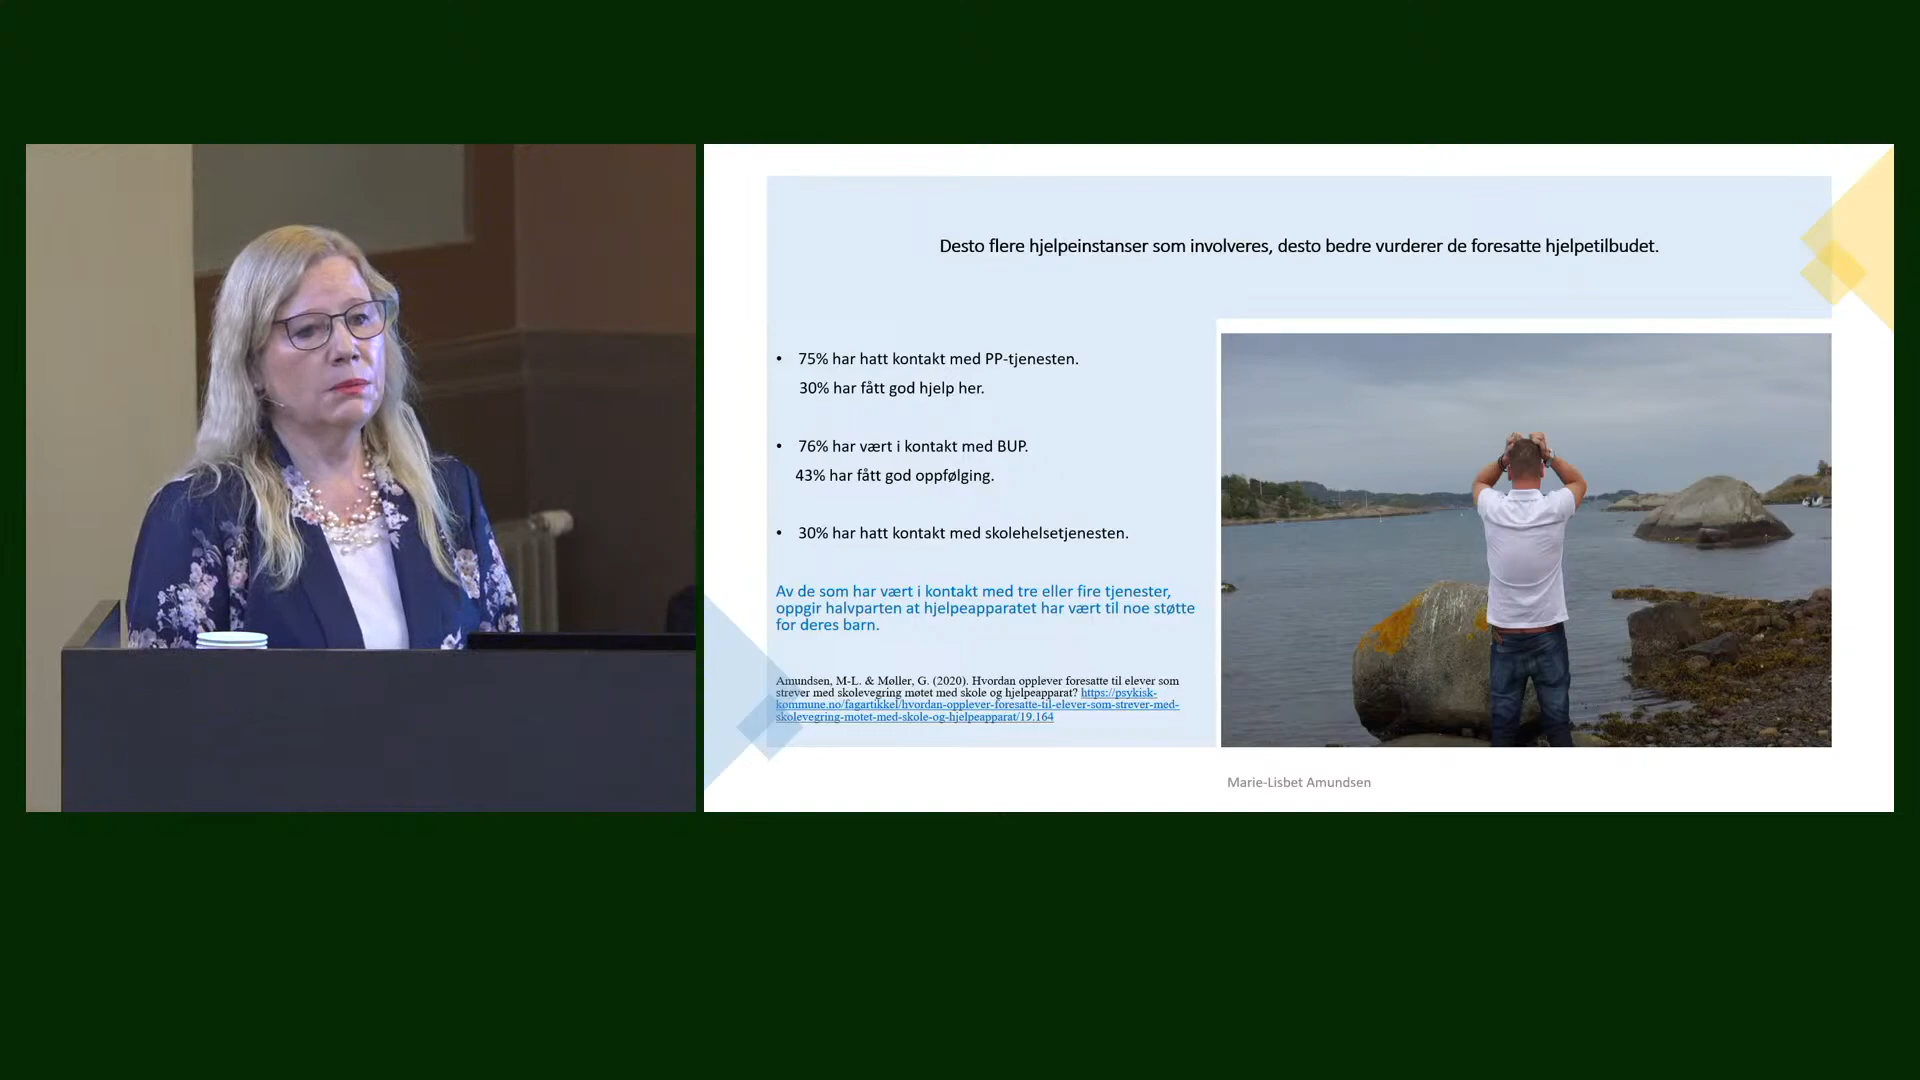 Desto flere hjelpeinstanser som involveres, desto bedre vurderer de foresatte hjelpetilbudet.
• 75% har hatt kontakt med PP-tjenesten.
30% har fått god hjelp her.
• 76% har vært i kontakt med BUP.
43% har fått god oppfølging.
• 30% har hatt kontakt med skolehelsetjenesten.
Av de som har vært i kontakt med tre eller fire tjenester,
oppgir halvparten at hjelpeapparatet har vært til noe støtte
for deres barn.
Amundsen, M-L. & Møller, G. (2020). Hvordan opplever foresatte til elever som
strever med skolevegring møtet med skole og hjelpeapparat? https://psykisk-
kommune.no/fagartikkel/hvordan-opplever-foresatte-til-elever-som-strever-med-
skolevegring-motet-med-skole-og-hjelpeapparat/19.164
Marie-Lisbet Amundsen